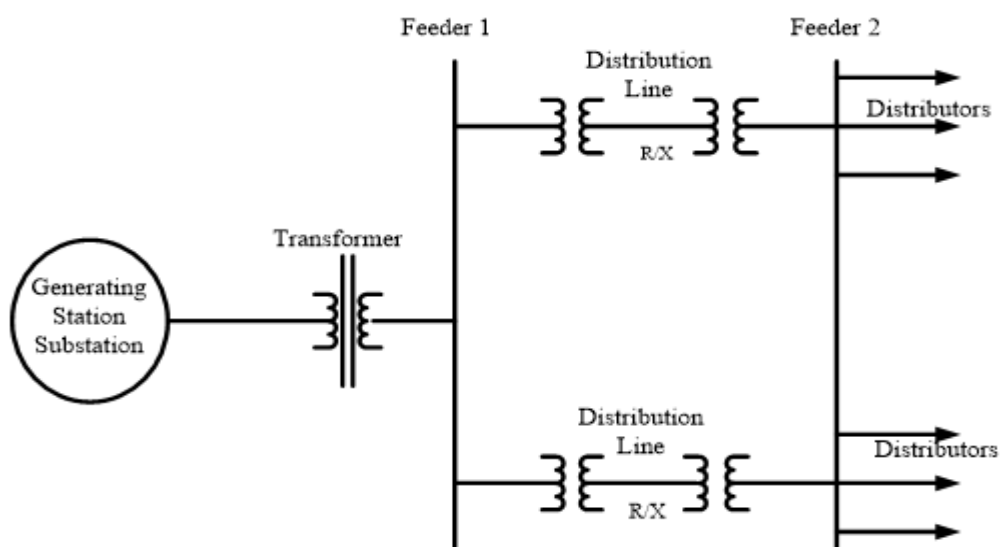 Feeder 1
Feeder 2
Distribution
Line
R/X
Distributors
Transformer
Generating
Station
Substation
Distribution
Line
R/X
Distributors